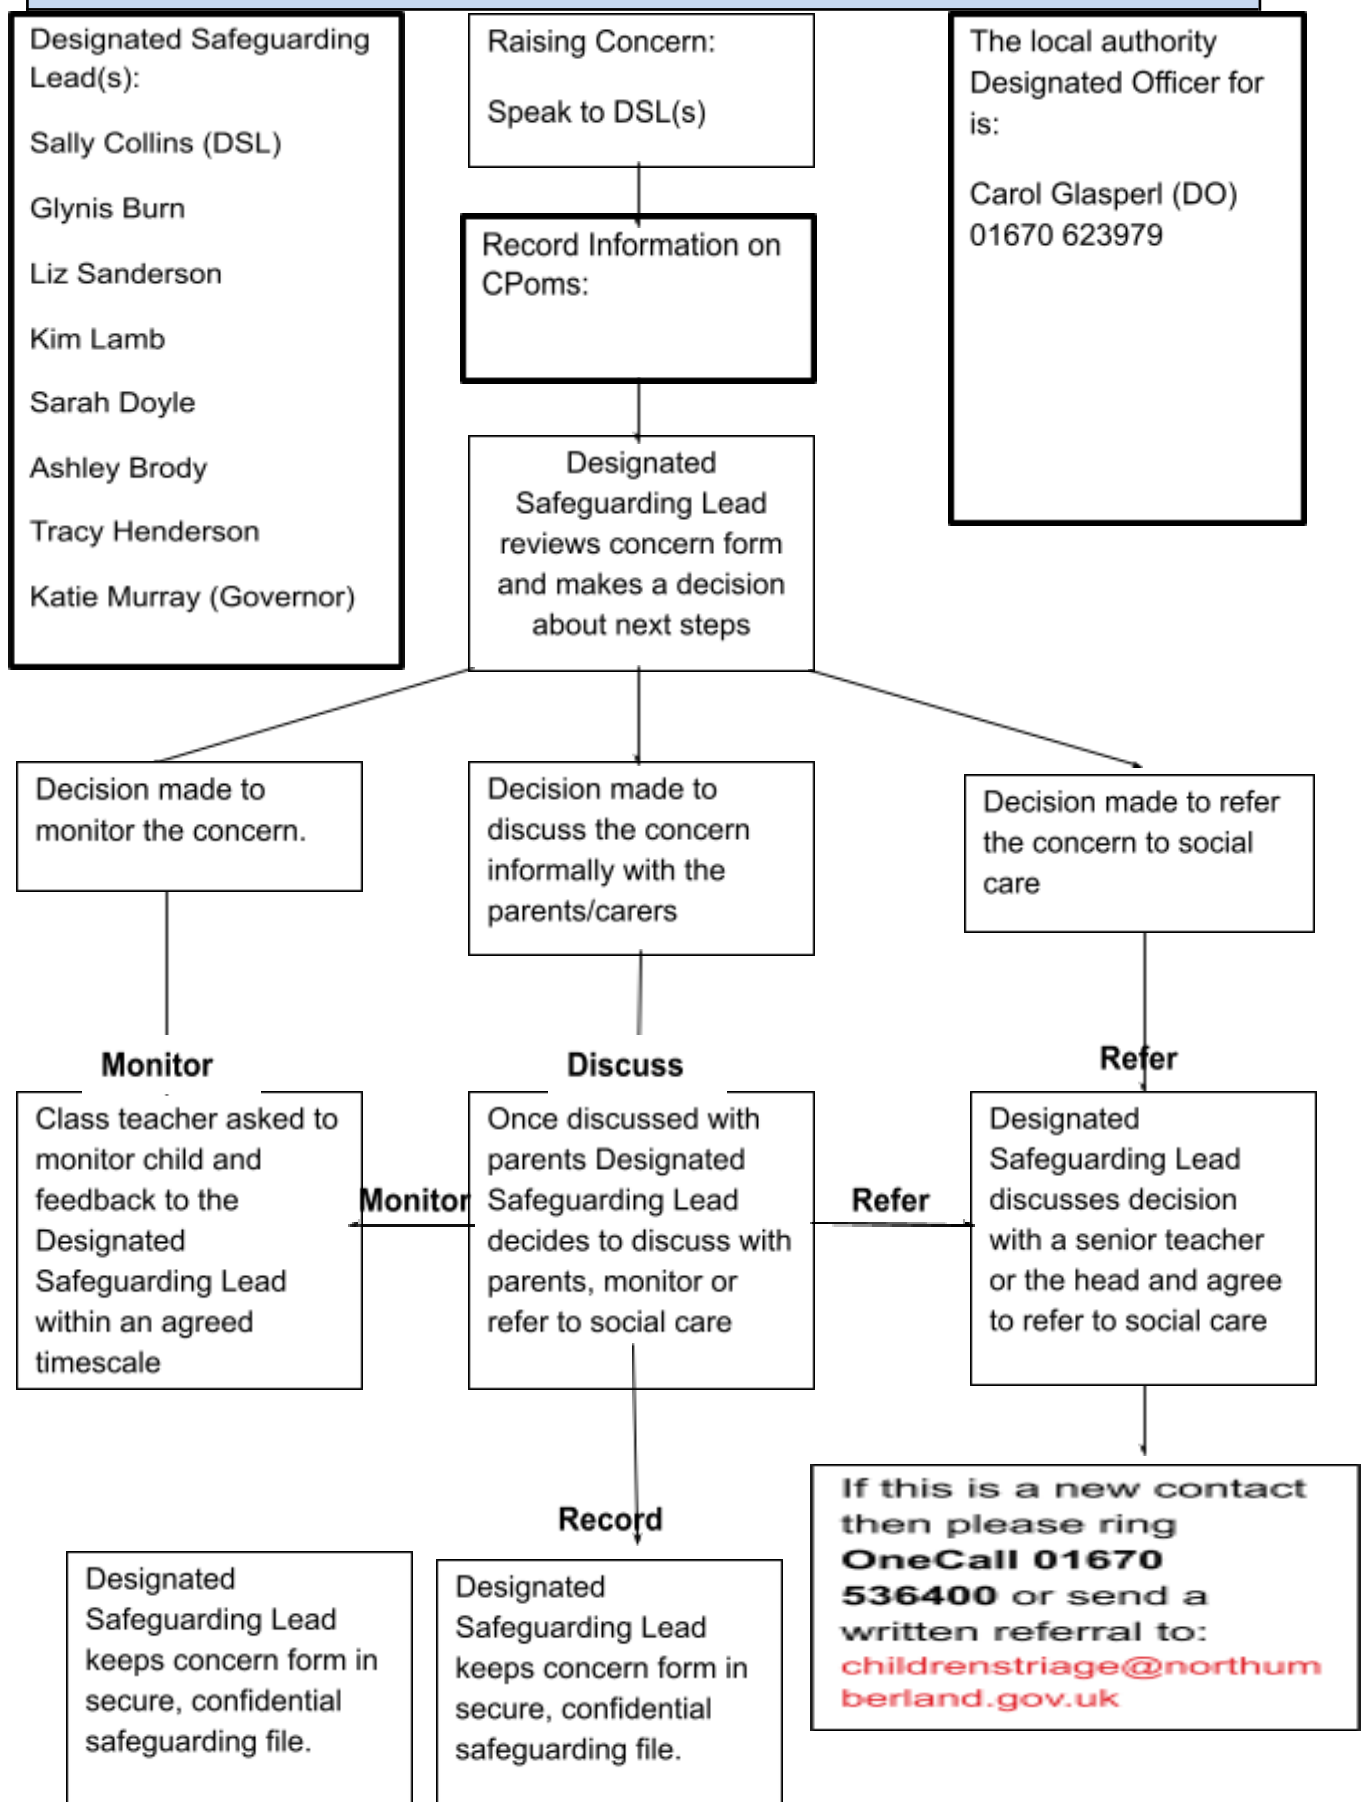 Designated Safeguarding
Lead(s):
Sally Collins (DSL)
Glynis Burn
Liz Sanderson
Kim Lamb
Sarah Doyle
Ashley Brody
Tracy Henderson
Katie Murray (Governor)
Raising Concern:
Speak to DSL(s)
The local authority
Designated Officer for
is:
Carol Glasperl (DO)
01670 623979
Record Information on
CPoms:
Designated
Safeguarding Lead
reviews concern form
and makes a decision
about next steps
Decision made to
monitor the concern.
Decision made to
discuss the concern
informally with the
parents/carers
Decision made to refer
the concern to social
care
Monitor
Discuss
Refer
Class teacher asked to
monitor child and
feedback to the
Designated
Safeguarding Lead
within an agreed
timescale
Monitor
Once discussed with
parents Designated
Safeguarding Lead
decides to discuss with
parents, monitor or
refer to social care
Refer
Designated
Safeguarding Lead
discusses decision
with a senior teacher
or the head and agree
to refer to social care
Record
Designated
Safeguarding Lead
keeps concern form in
secure, confidential
safeguarding file.
Designated
Safeguarding Lead
keeps concern form in
secure, confidential
safeguarding file.
If this is a new contact
then please ring
OneCall 01670
536400 or send a
written referral to:
childrenstriage@northum
berland.gov.uk